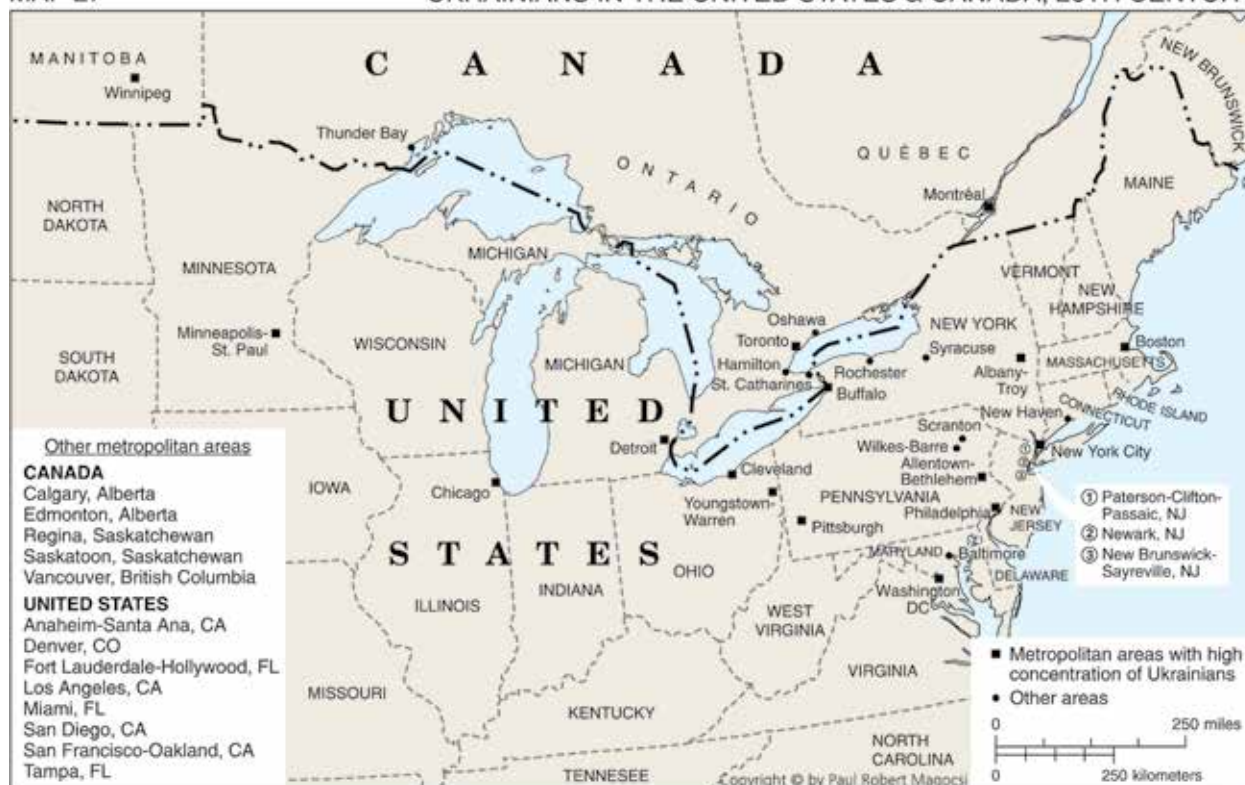 MANITOBA
Winnipeg
CANADA
NEW BRUNSWICK
Thunder Bay
ONTARIO
QUÉBEC
Montréal
MAINE
NORTH
DAKOTA
MINNESOTA
MICHIGAN
VERMONT
NEW
HAMPSHIRE
Minneapolis-
St. Paul
SOUTH
DAKOTA
WISCONSIN
MICHIGAN
Oshawa
Toronto
Hamilton
St. Catharines
NEW YORK
Syracuse
Rochester
Buffalo
Albany-
Troy
Boston
MASSACHUSETTS
RHODE ISLAND
CONNECTICUT
New Haven
UNITED
STATES
Detroit
Cleveland
Scranton
Wilkes-Barre
Allentown-
Bethlehem
New York City
IOWA
Chicago
Youngstown-
Warren
PENNSYLVANIA
Pittsburgh
Philadelphia
NEW
JERSEY
① Paterson-Clifton-
Passaic, NJ
② Newark, NJ
③ New Brunswick-
Sayreville, NJ
MARYLAND
Baltimore
DELAWARE
Washington
DC
ILLINOIS
INDIANA
OHIO
WEST
VIRGINIA
VIRGINIA
MISSOURI
KENTUCKY
TENNESSEE
NORTH
CAROLINA
Other metropolitan areas
CANADA
Calgary, Alberta
Edmonton, Alberta
Regina, Saskatchewan
Saskatoon, Saskatchewan
Vancouver, British Columbia
UNITED STATES
Anaheim-Santa Ana, CA
Denver, CO
Fort Lauderdale-Hollywood, FL
Los Angeles, CA
Miami, FL
San Diego, CA
San Francisco-Oakland, CA
Tampa, FL
Metropolitan areas with high
concentration of Ukrainians
Other areas
0 250 miles
0 250 kilometers
Copyright © by Paul Robert Magocsi